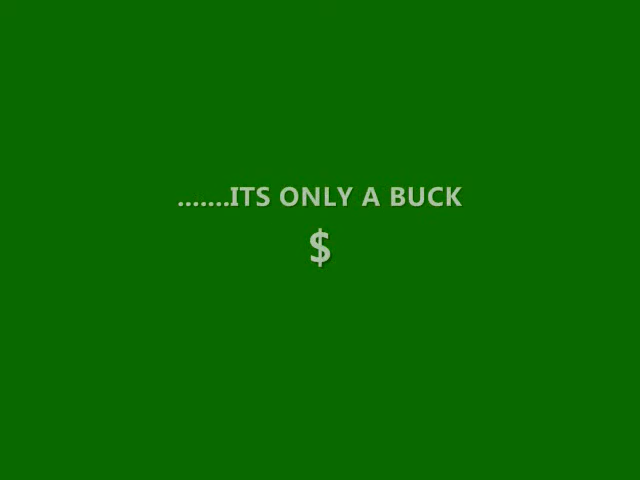 .......ITS ONLY A BUCK
$